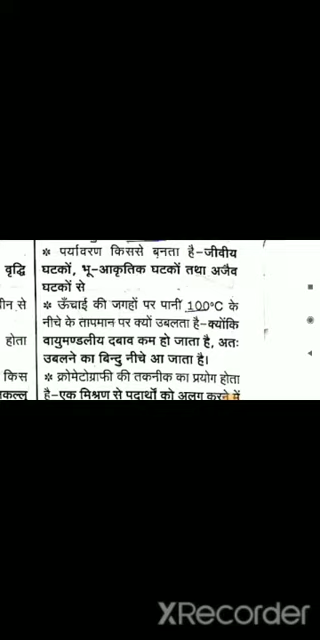 * पर्यावरण किससे बनता है–जीवीय
वृद्धि
घटकों, भू-आकृतिक घटकों तथा अजैव
घटकों से
* ऊँचाई की जगहों पर पानी 100°C के
नीचे के तापमान पर क्यों उबलता है–क्योंकि
होता
वायुमण्डलीय दबाव कम हो जाता है, अतः
उबलने का बिन्दु नीचे आ जाता है।
किस
* क्रोमेटोग्राफी की तकनीक का प्रयोग होता
है–एक मिश्रण से पदार्थों को अलग करने में
XRecorder